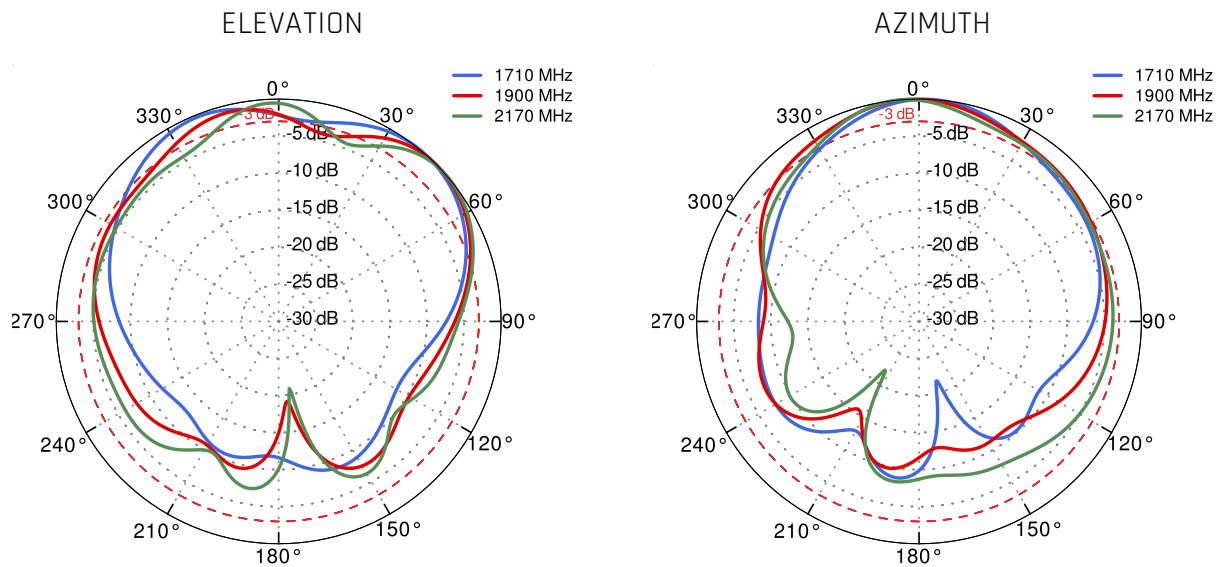 ELEVATION
1710 MHz
1900 MHz
2170 MHz
0°
30°
60°
90°
120°
150°
180°
210°
240°
270°
300°
330°
-3 dB
-5 dB
-10 dB
-15 dB
-20 dB
-25 dB
-30 dB
AZIMUTH
1710 MHz
1900 MHz
2170 MHz
0°
30°
60°
90°
120°
150°
180°
210°
240°
270°
300°
330°
-3 dB
-5 dB
-10 dB
-15 dB
-20 dB
-25 dB
-30 dB